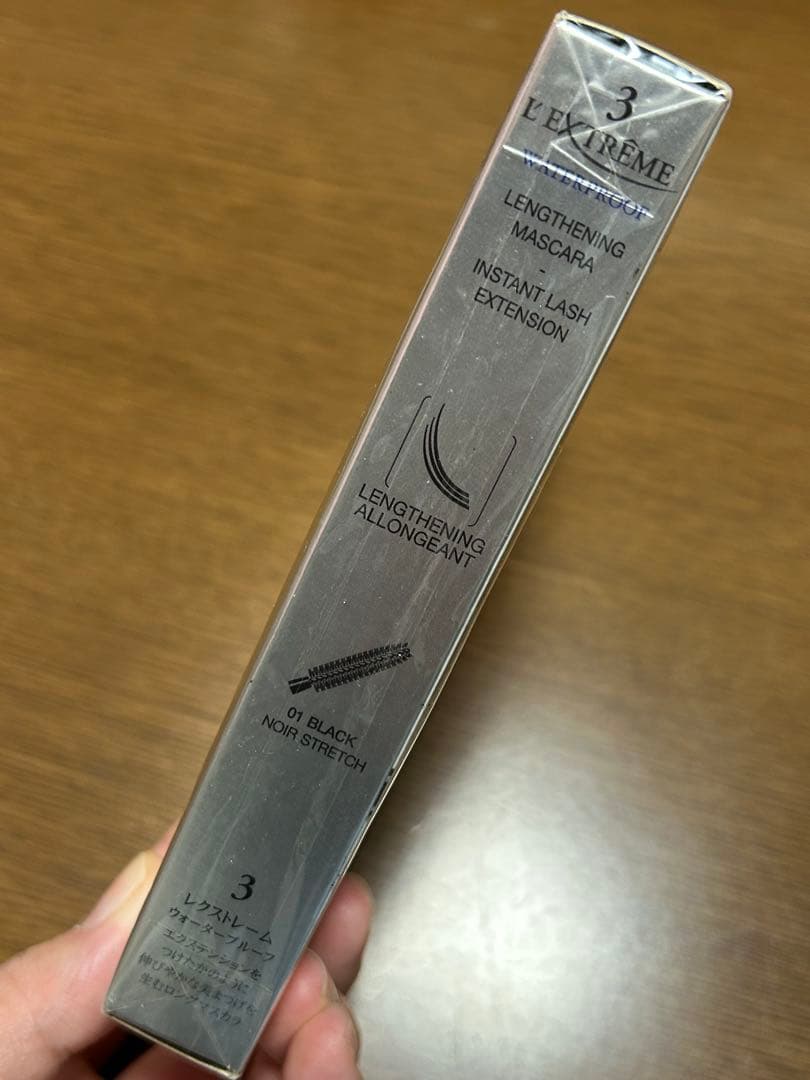 3
L'EXTRÊME
WATERPROOF
LENGTHENING
MASCARA
-
INSTANT LASH
EXTENSION
LENGTHENING
ALLONGEANT
01 BLACK
NOIR STRETCH
3
レクストレーム
ウォータープルーフ
エクステンションを
つけたかのように
伸びやかな美まつげを
生むロングマスカラ